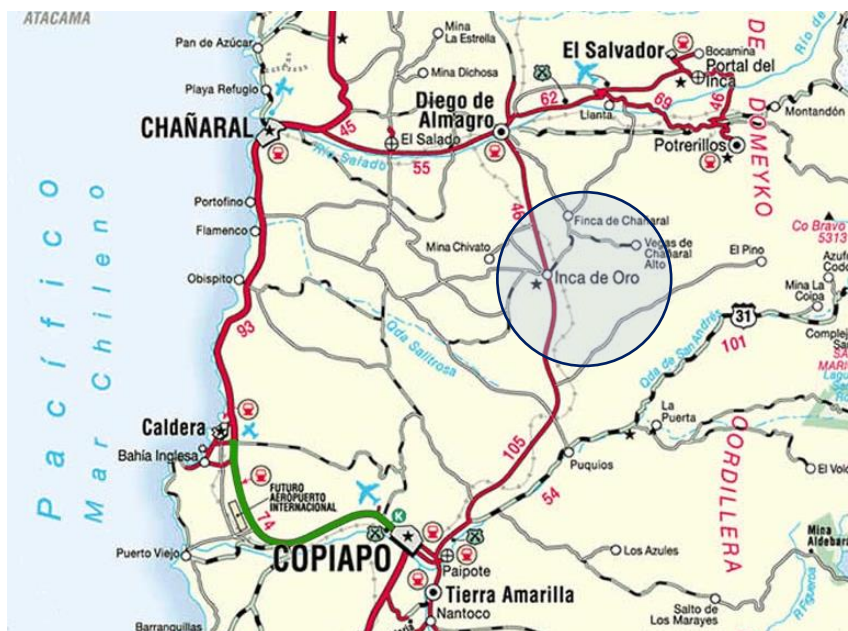 ATACAMA
Pan de Azúcar
Mina
La Estrella
Playa Refugio
Mina Dichosa
El Salvador
Bocamina
Portal del
Inca
DE
Río de
CHAÑARAL
Diego de
Almagro
62
69
46
Llanta
Montandón
45
El Salado
Río Salado
55
Potrerillos
DOMEYKO
Portofino
Flamenco
46
Finca de Chañaral
Mina Chivato
Vegas de
Chañaral
Alto
Co Bravo
5313
El Pino
Obispito
Inca de Oro
Mina La
Coipa
31
101
93
Qda Salitrosa
Qda de San Andrés
Pacífico
Mar Chileno
Caldera
Bahía Inglesa
La
Puerta
105
Puquios
54
CORDILLERA
FUTURO
AEROPUERTO
INTERNACIONAL
74
K
Puerto Viejo
COPIAPO
Paipote
Los Azules
Mina
Tierra Amarilla
Nantoco
Salto de
Los Marayes
R. Figueroa
Barranquillas